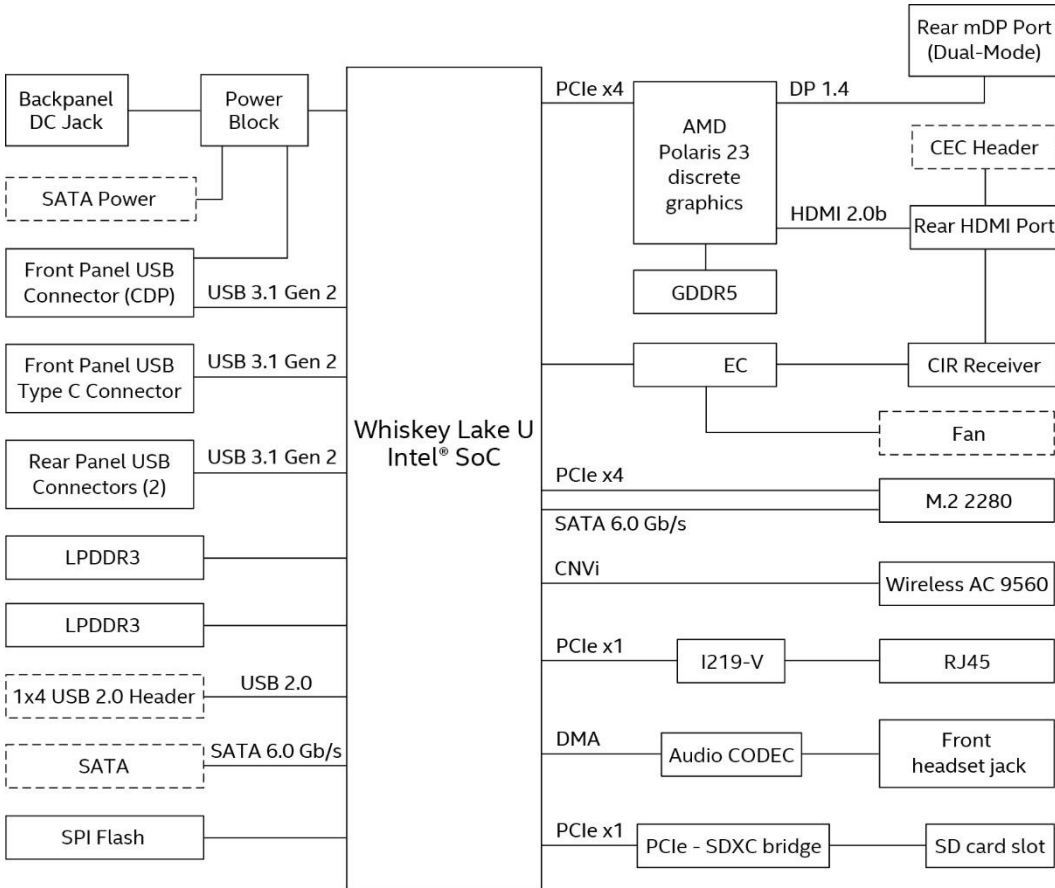 Rear mDP Port
(Dual-Mode)
Backpanel
DC Jack
Power
Block
PCIe x4
AMD
Polaris 23
discrete
graphics
DP 1.4
CEC Header
SATA Power
HDMI 2.0b
Rear HDMI Port
Front Panel USB
Connector (CDP)
USB 3.1 Gen 2
GDDR5
Front Panel USB
Type C Connector
USB 3.1 Gen 2
EC
CIR Receiver
Whiskey Lake U
Intel® SoC
Fan
Rear Panel USB
Connectors (2)
USB 3.1 Gen 2
PCIe x4
SATA 6.0 Gb/s
M.2 2280
LPDDR3
CNVi
Wireless AC 9560
LPDDR3
PCIe x1
I219-V
RJ45
1x4 USB 2.0 Header
USB 2.0
DMA
Audio CODEC
Front
headset jack
SATA
SATA 6.0 Gb/s
SPI Flash
PCIe x1
PCIe - SDXC bridge
SD card slot